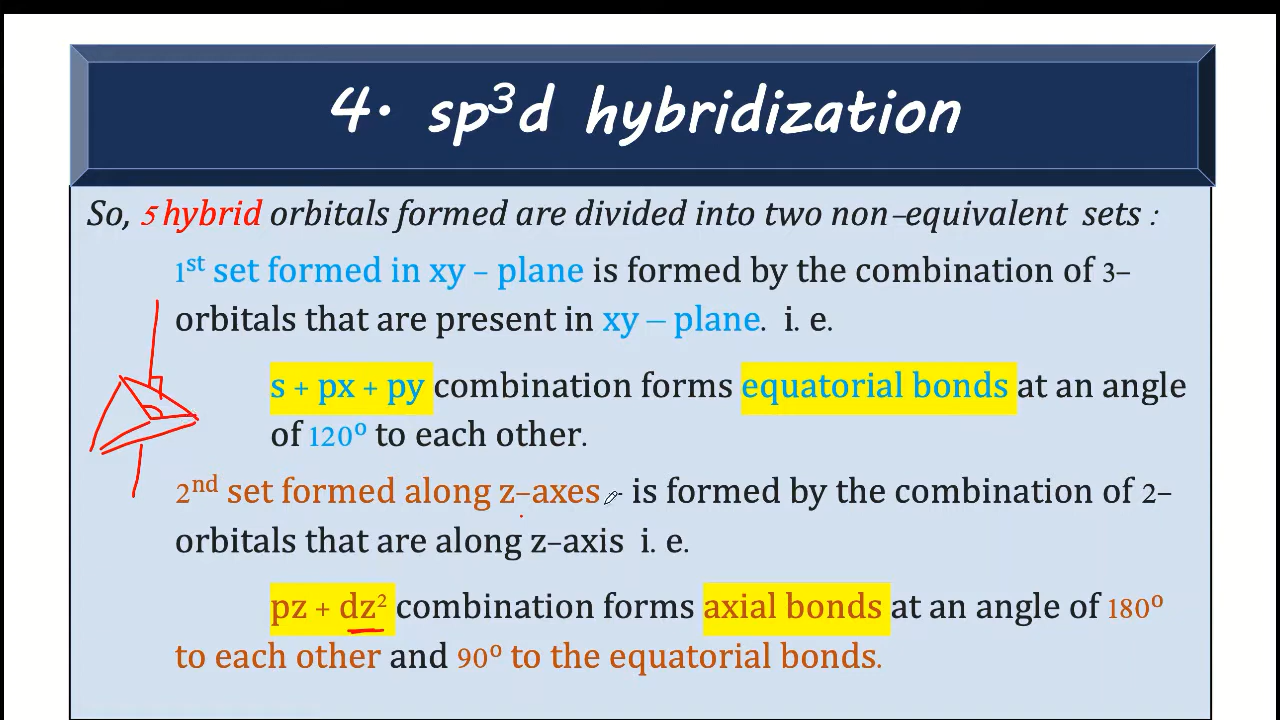 4. sp³d hybridization
So, 5 hybrid orbitals formed are divided into two non–equivalent sets :
1ˢᵗ set formed in xy – plane is formed by the combination of 3–
orbitals that are present in xy – plane. i. e.
s + px + py combination forms equatorial bonds at an angle
of 120⁰ to each other.
2ⁿᵈ set formed along z–axes is formed by the combination of 2–
orbitals that are along z–axis i. e.
pz + dz² combination forms axial bonds at an angle of 180⁰
to each other and 90⁰ to the equatorial bonds.